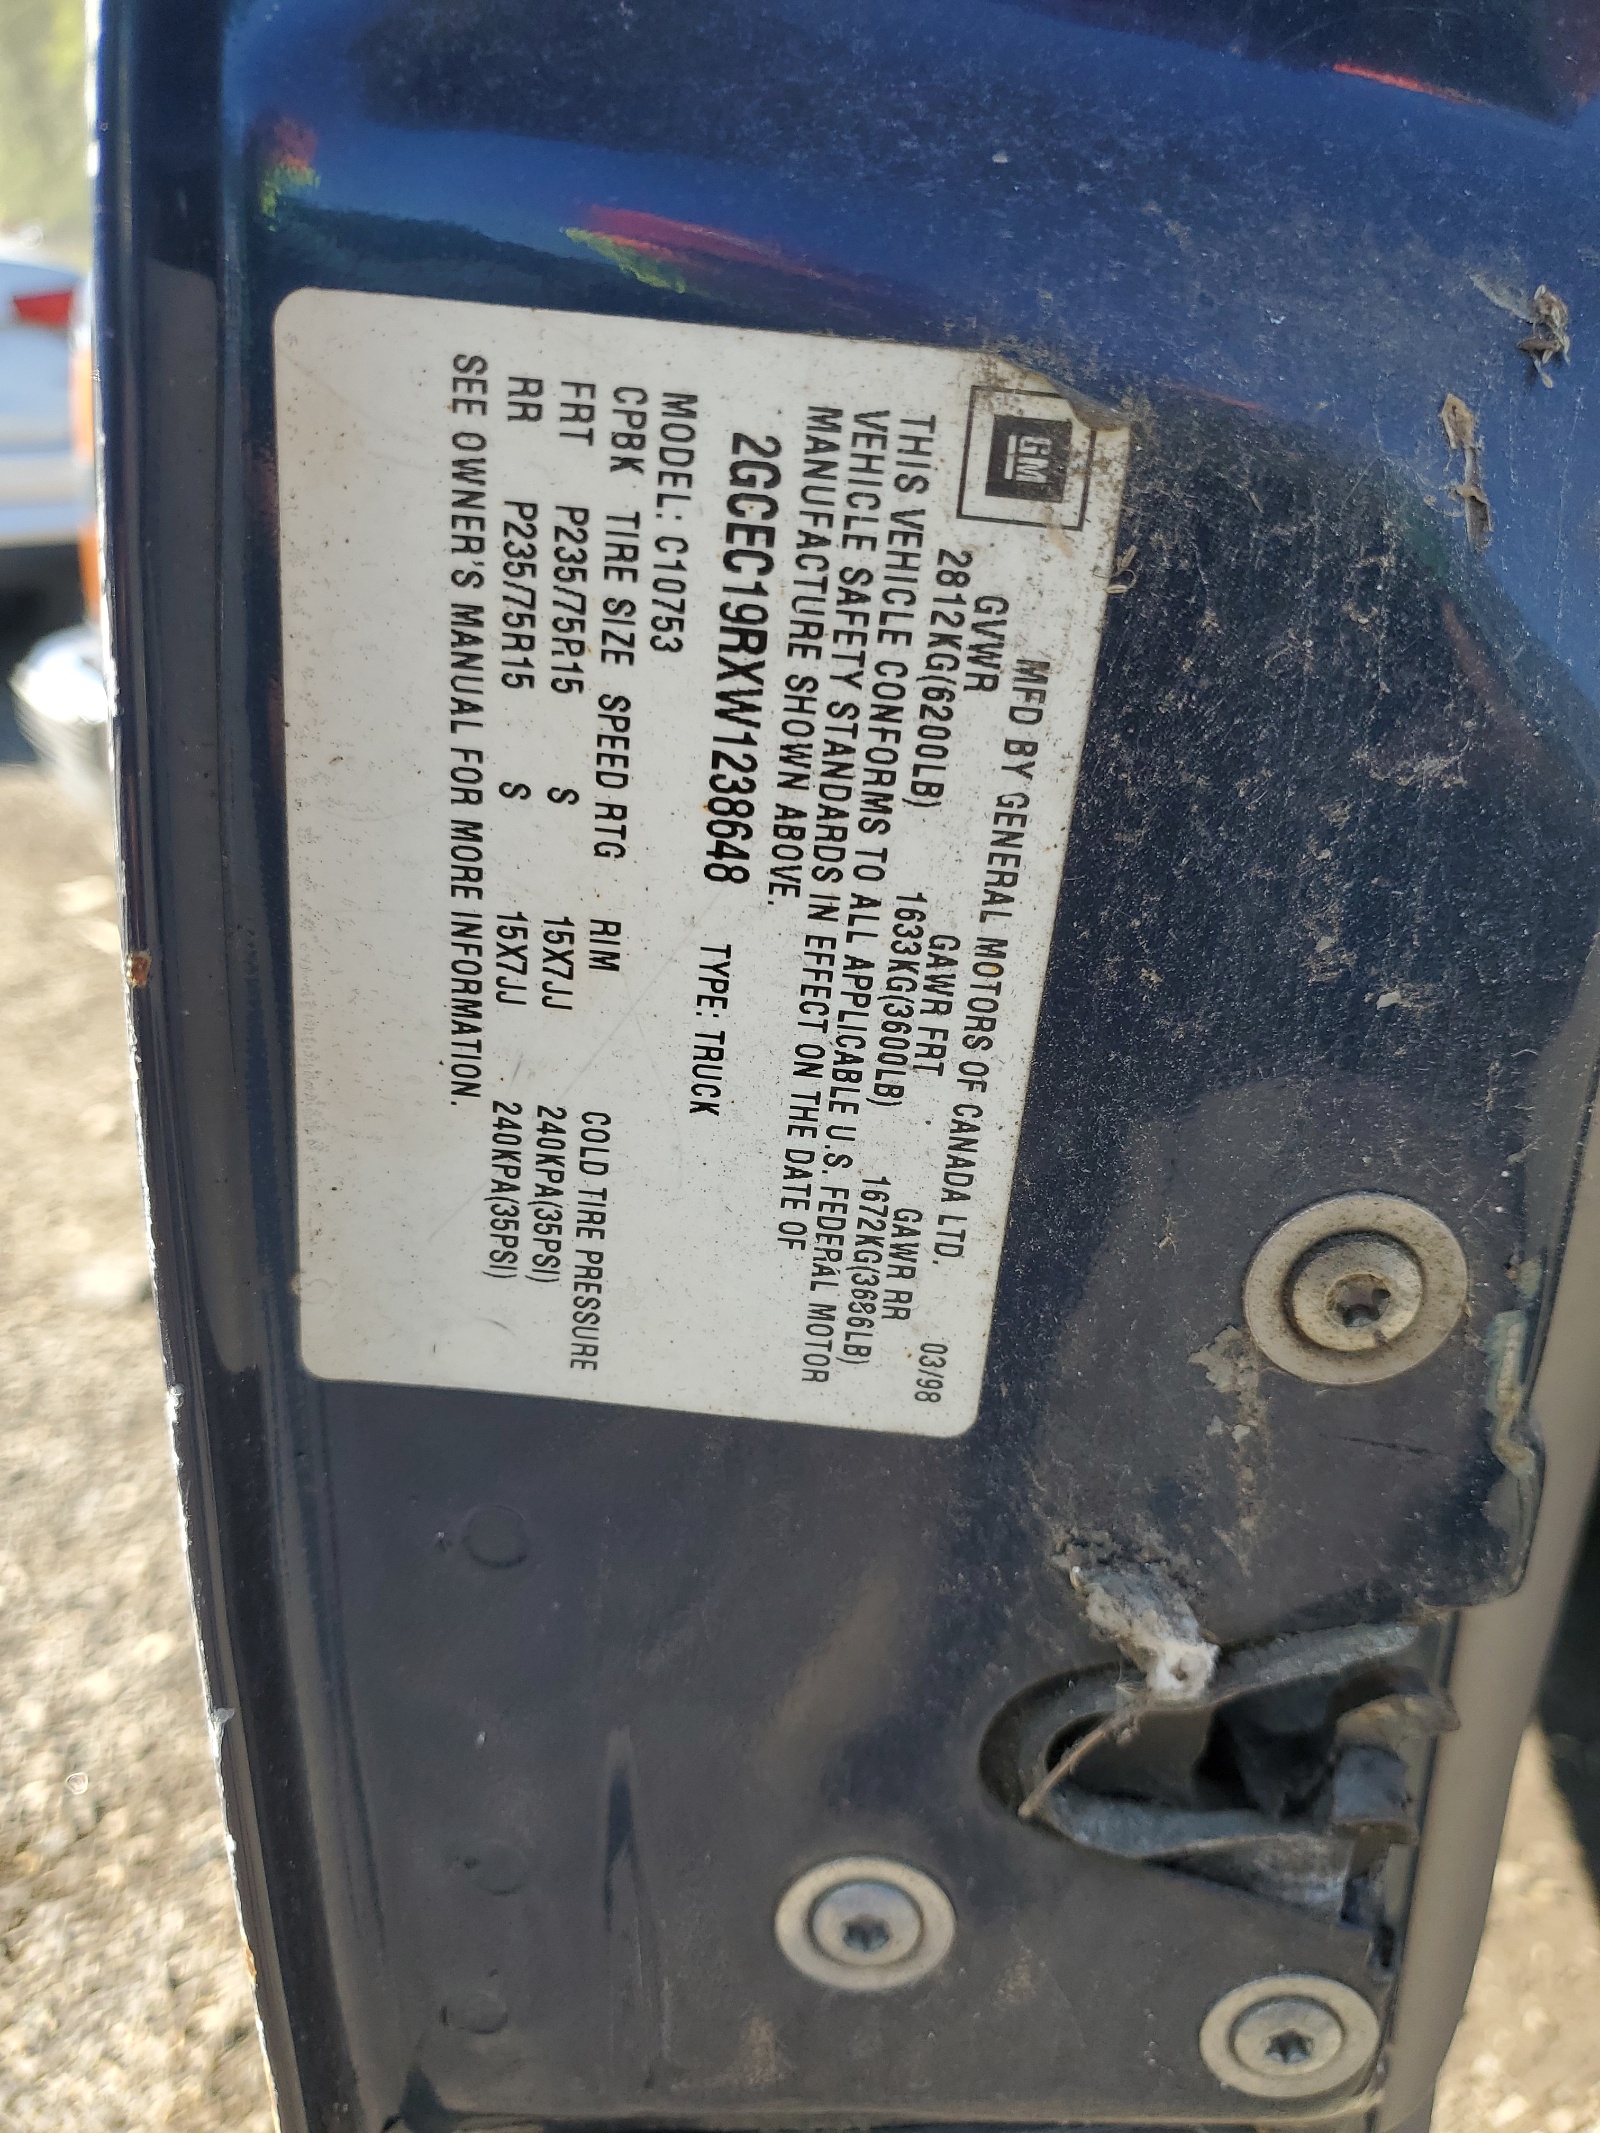 GM
MFD BY GENERAL MOTORS OF CANADA LTD. 03/98
GVWR GAWR FRT GAWR RR
2812KG(6200LB) 1633KG(3600LB) 1672KG(3686LB)
THIS VEHICLE CONFORMS TO ALL APPLICABLE U.S. FEDERAL MOTOR
VEHICLE SAFETY STANDARDS IN EFFECT ON THE DATE OF
MANUFACTURE SHOWN ABOVE.
2GCEC19RXW1238648 TYPE: TRUCK
MODEL: C10753
CPBK TIRE SIZE SPEED RTG RIM COLD TIRE PRESSURE
FRT P235/75R15 S 15X7JJ 240KPA(35PSI)
RR P235/75R15 S 15X7JJ 240KPA(35PSI)
SEE OWNER'S MANUAL FOR MORE INFORMATION.